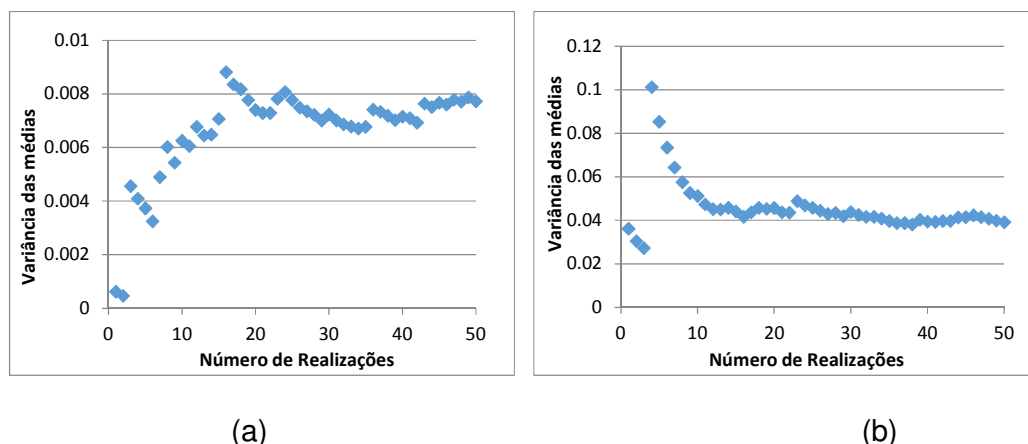 0.01
0.008
0.006
0.004
0.002
0
0 10 20 30 40 50
Variância das médias
Número de Realizações
(a)
0.12
0.1
0.08
0.06
0.04
0.02
0
0 10 20 30 40 50
Variância das médias
Número de Realizações
(b)